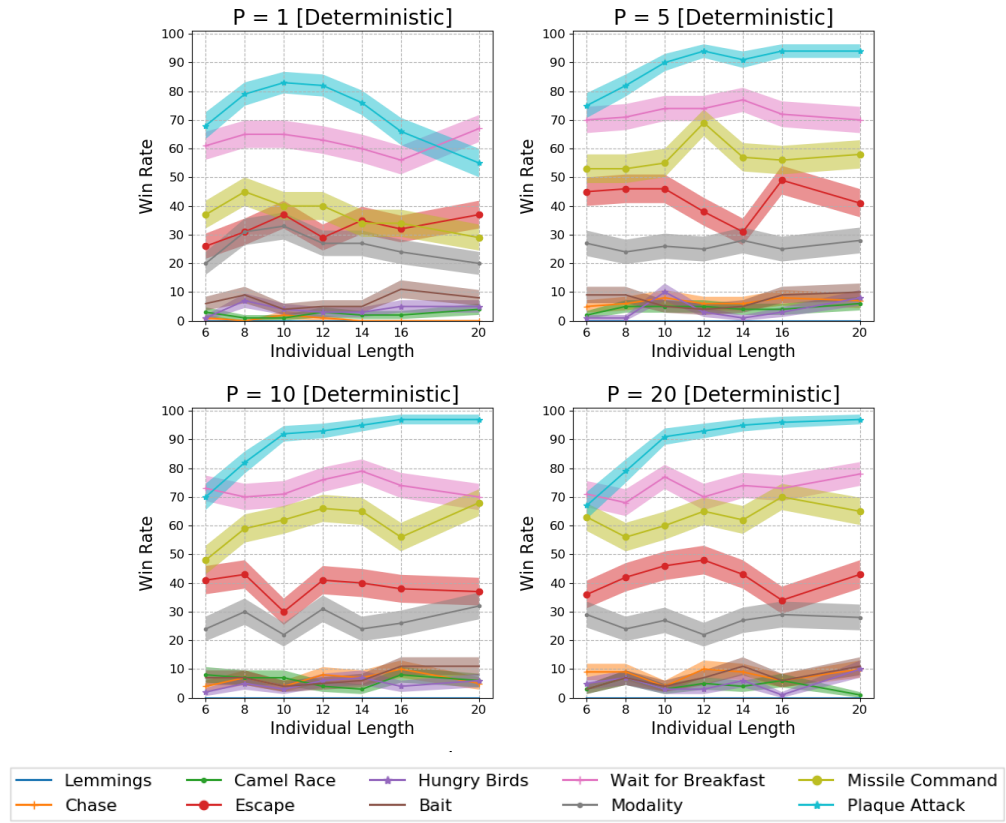 P = 1 [Deterministic]
P = 5 [Deterministic]
100
90
80
70
60
50
40
30
20
10
0
Win Rate
6 8 10 12 14 16 20
Individual Length
100
90
80
70
60
50
40
30
20
10
0
Win Rate
6 8 10 12 14 16 20
Individual Length
P = 10 [Deterministic]
P = 20 [Deterministic]
100
90
80
70
60
50
40
30
20
10
0
Win Rate
6 8 10 12 14 16 20
Individual Length
100
90
80
70
60
50
40
30
20
10
0
Win Rate
6 8 10 12 14 16 20
Individual Length
Lemmings Camel Race Hungry Birds Wait for Breakfast Missile Command
Chase Escape Bait Modality Plaque Attack